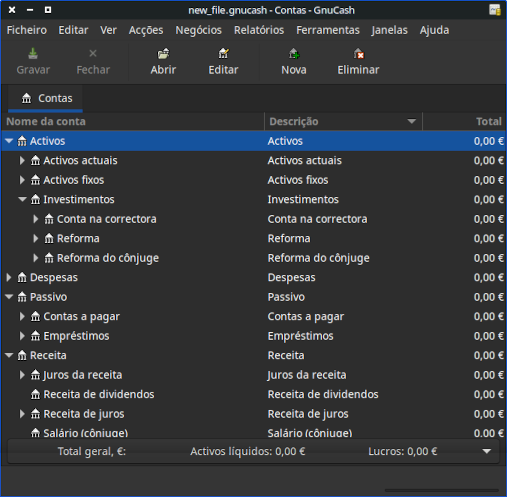 new_file.gnucash - Contas - GnuCash
Ficheiro Editar Ver Acções Negócios Relatórios Ferramentas Janelas Ajuda
Gravar Fechar Abrir Editar Nova Eliminar
Contas
Nome da conta Descrição Total
Activos Activos 0,00 €
Activos actuais Activos actuais 0,00 €
Activos fixos Activos fixos 0,00 €
Investimentos Investimentos 0,00 €
Conta na correctora Conta na correctora 0,00 €
Reforma Reforma 0,00 €
Reforma do cônjuge Reforma do cônjuge 0,00 €
Despesas Despesas 0,00 €
Passivo Passivo 0,00 €
Contas a pagar Contas a pagar 0,00 €
Empréstimos Empréstimos 0,00 €
Receita Receita 0,00 €
Juros da receita Juros da receita 0,00 €
Receita de dividendos Receita de dividendos 0,00 €
Receita de juros Receita de juros 0,00 €
Salário (cônjuge) Salário (cônjuge) 0,00 €
Total geral, €: Activos líquidos: 0,00 € Lucros: 0,00 €